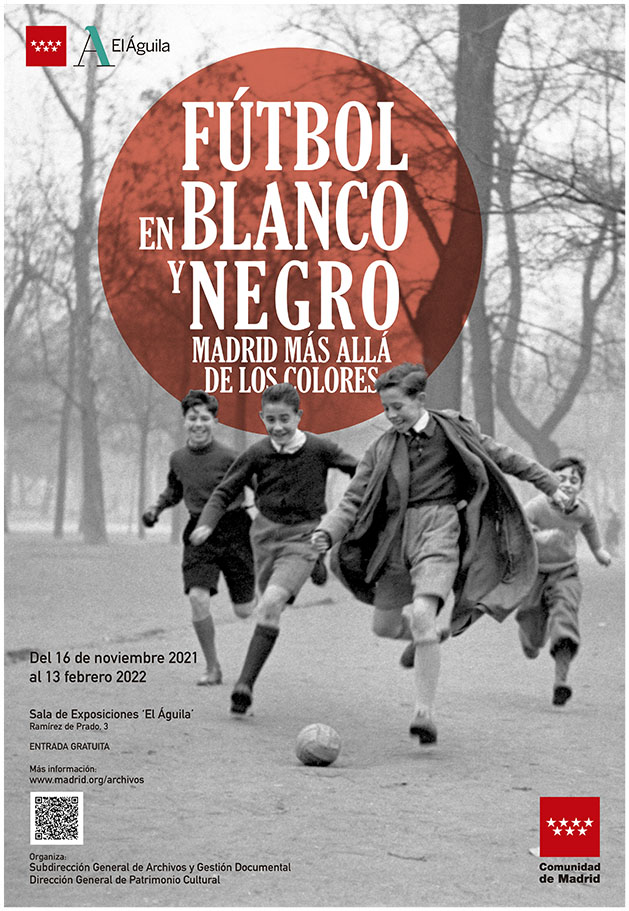 El Águila
FÚTBOL
EN BLANCO
Y NEGRO
MADRID MÁS ALLÁ
DE LOS COLORES
Del 16 de noviembre 2021
al 13 febrero 2022
Sala de Exposiciones ‘El Águila’
Ramírez de Prado, 3
ENTRADA GRATUITA
Más información:
www.madrid.org/archivos
Organiza:
Subdirección General de Archivos y Gestión Documental
Dirección General de Patrimonio Cultural
Comunidad
de Madrid